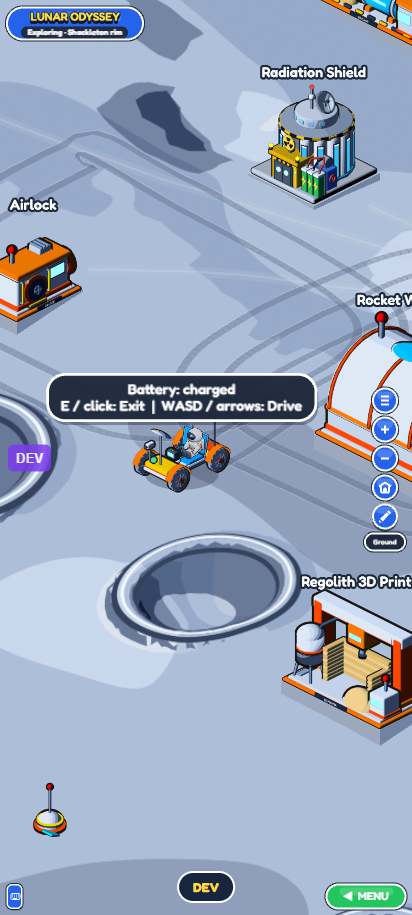 LUNAR ODYSSEY
Exploring · Shackleton rim
Radiation Shield
Airlock
Rocket W
Battery: charged
E / click: Exit | WASD / arrows: Drive
DEV
Ground
Regolith 3D Print
DEV
◀ MENU